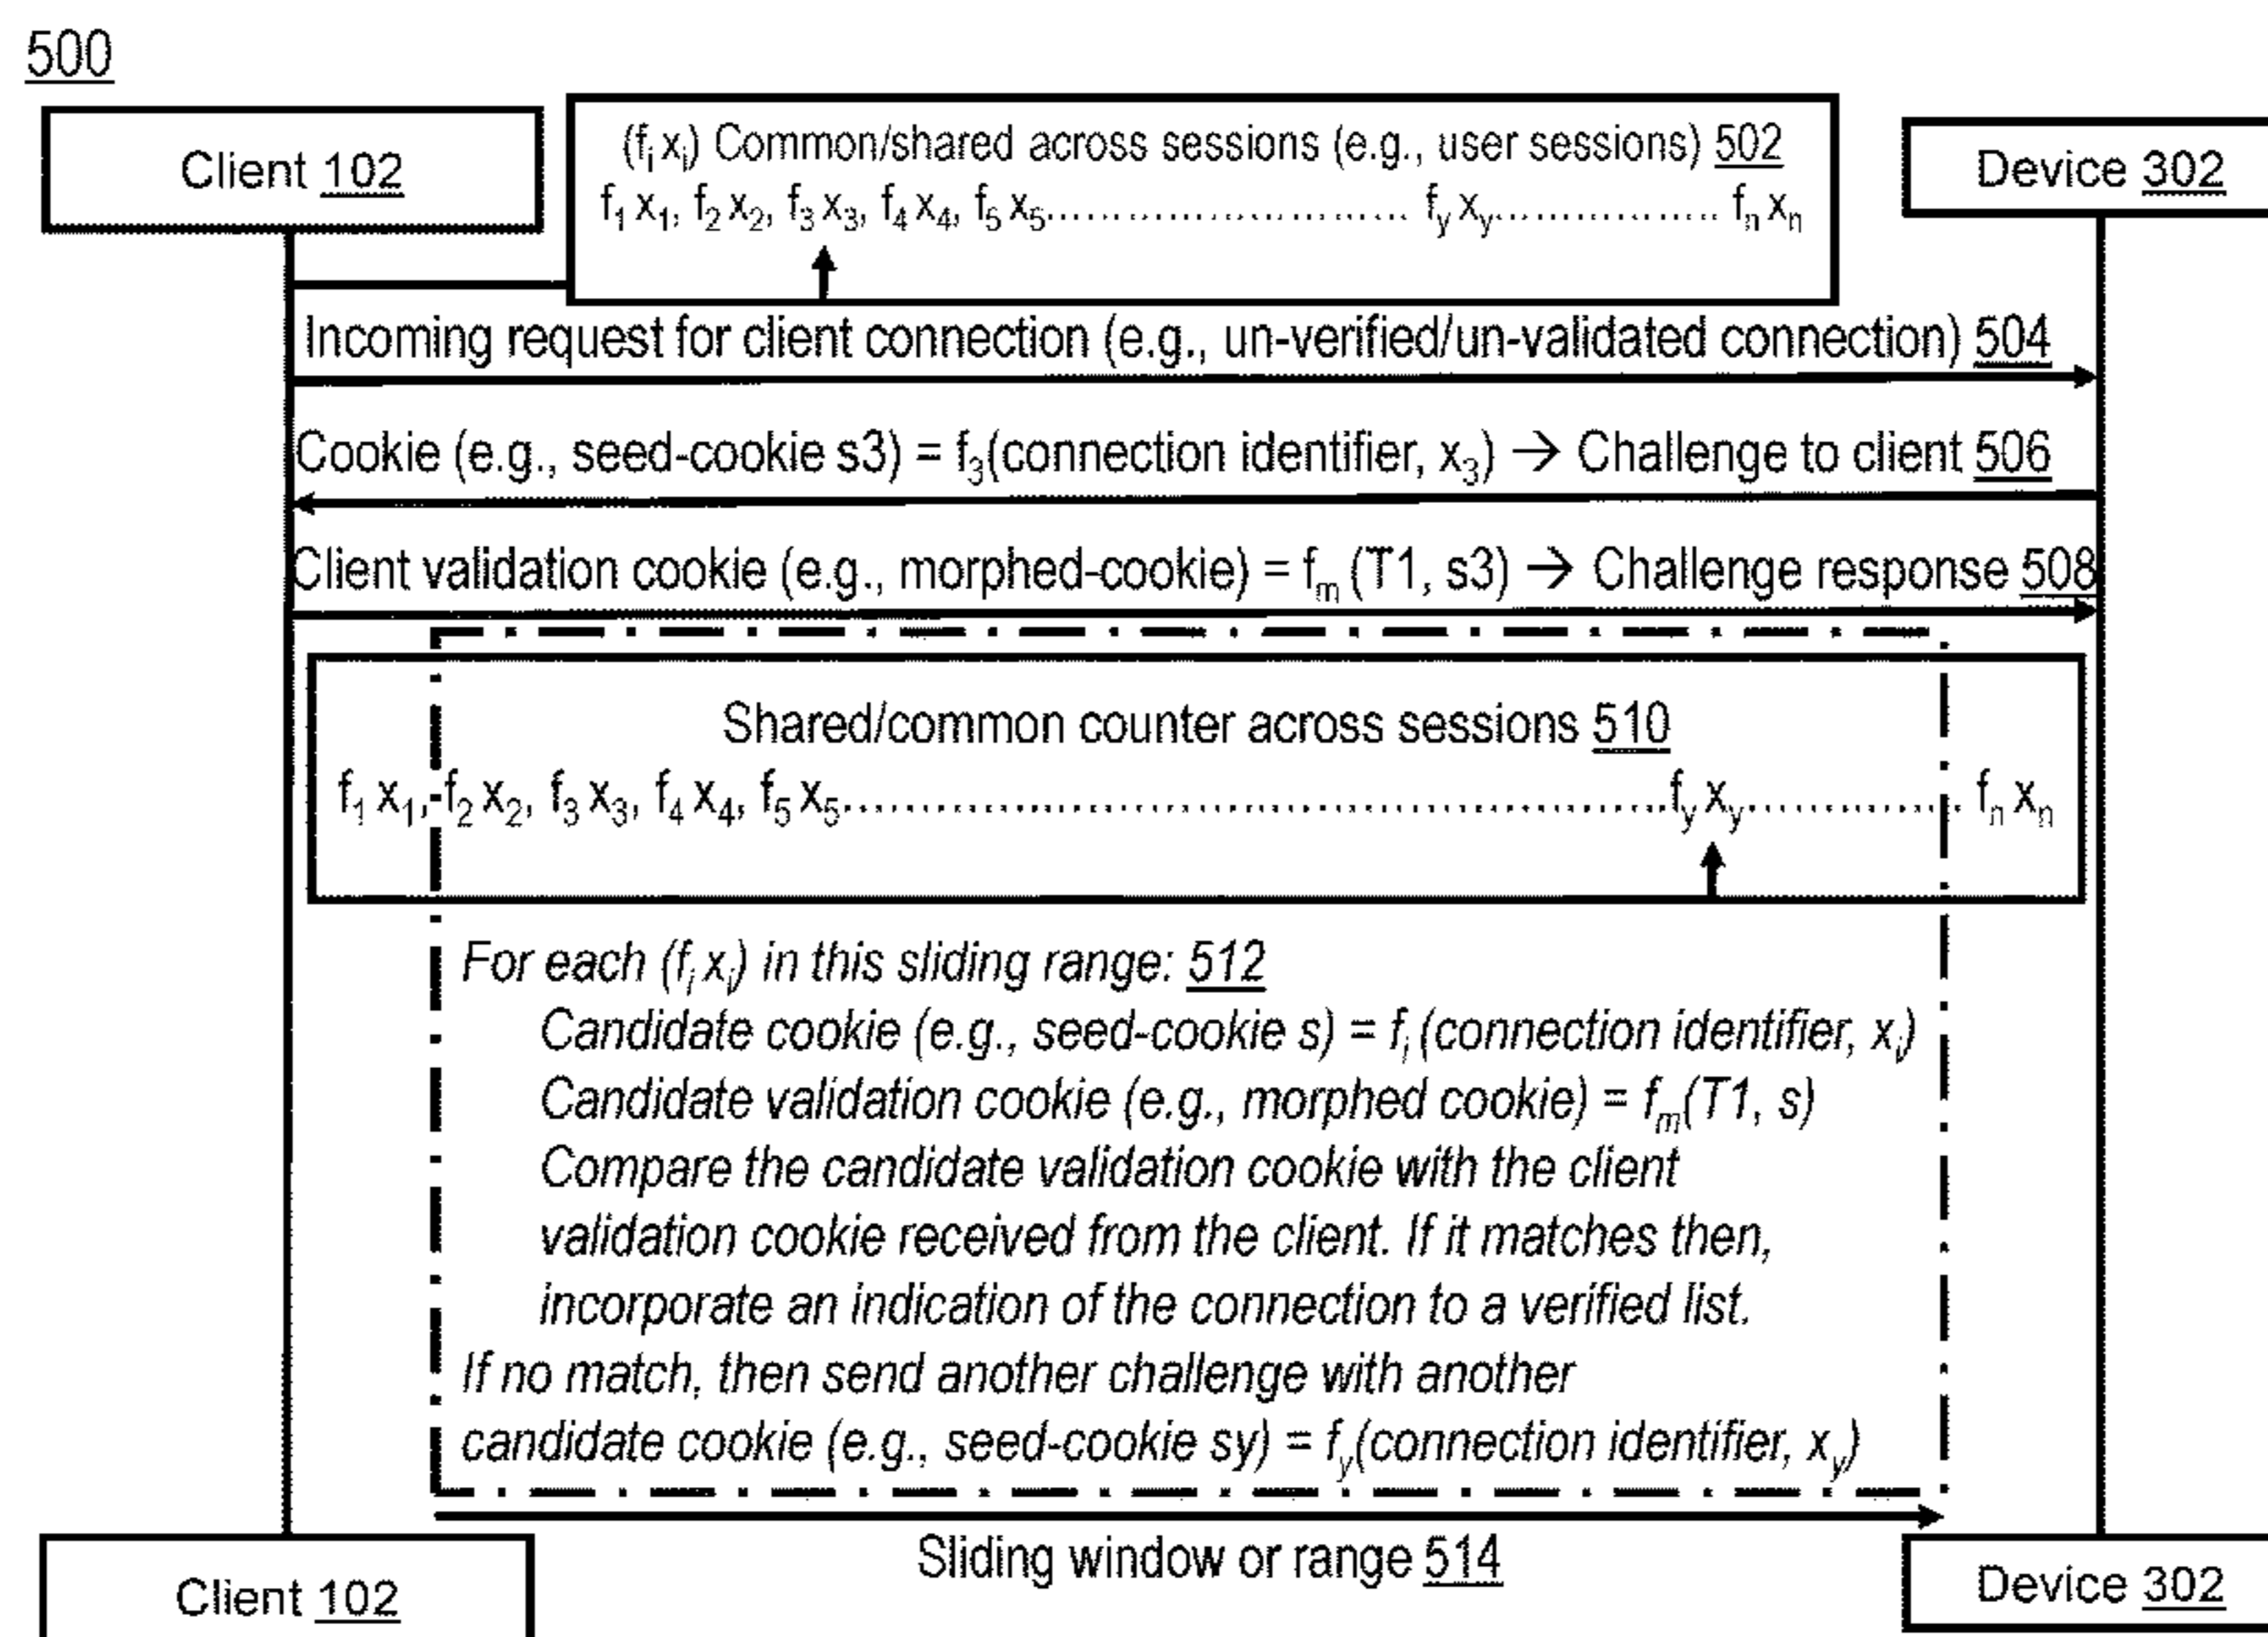 500
Client 102
(fᵢ xᵢ) Common/shared across sessions (e.g., user sessions) 502
f₁ x₁, f₂ x₂, f₃ x₃, f₄ x₄, f₅ x₅.............................. f_y x_y................ fₙ xₙ
Device 302
Incoming request for client connection (e.g., un-verified/un-validated connection) 504
Cookie (e.g., seed-cookie s3) = f₃(connection identifier, x₃) → Challenge to client 506
Client validation cookie (e.g., morphed-cookie) = fₘ (T1, s3) → Challenge response 508
Shared/common counter across sessions 510
f₁ x₁, f₂ x₂, f₃ x₃, f₄ x₄, f₅ x₅......................................................f_y x_y.............. fₙ xₙ
For each (fᵢ xᵢ) in this sliding range: 512
Candidate cookie (e.g., seed-cookie s) = fᵢ (connection identifier, xᵢ)
Candidate validation cookie (e.g., morphed cookie) = fₘ(T1, s)
Compare the candidate validation cookie with the client
validation cookie received from the client. If it matches then,
incorporate an indication of the connection to a verified list.
If no match, then send another challenge with another
candidate cookie (e.g., seed-cookie sy) = f_y(connection identifier, x_y)
Sliding window or range 514
Client 102
Device 302